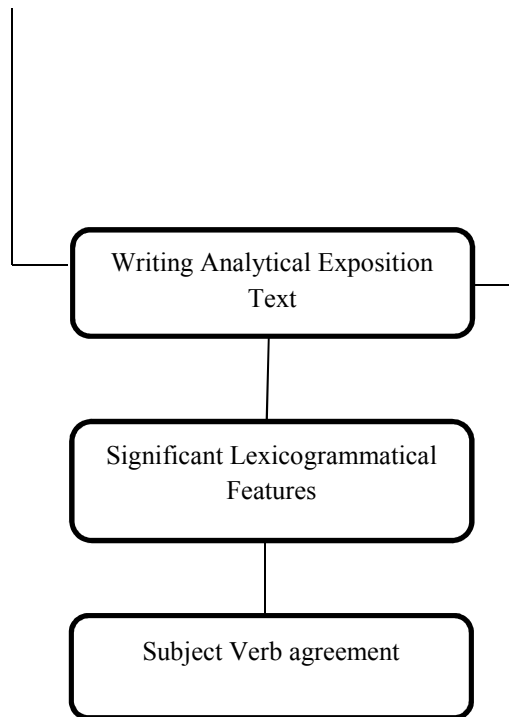 Writing Analytical Exposition
Text
Significant Lexicogrammatical
Features
Subject Verb agreement